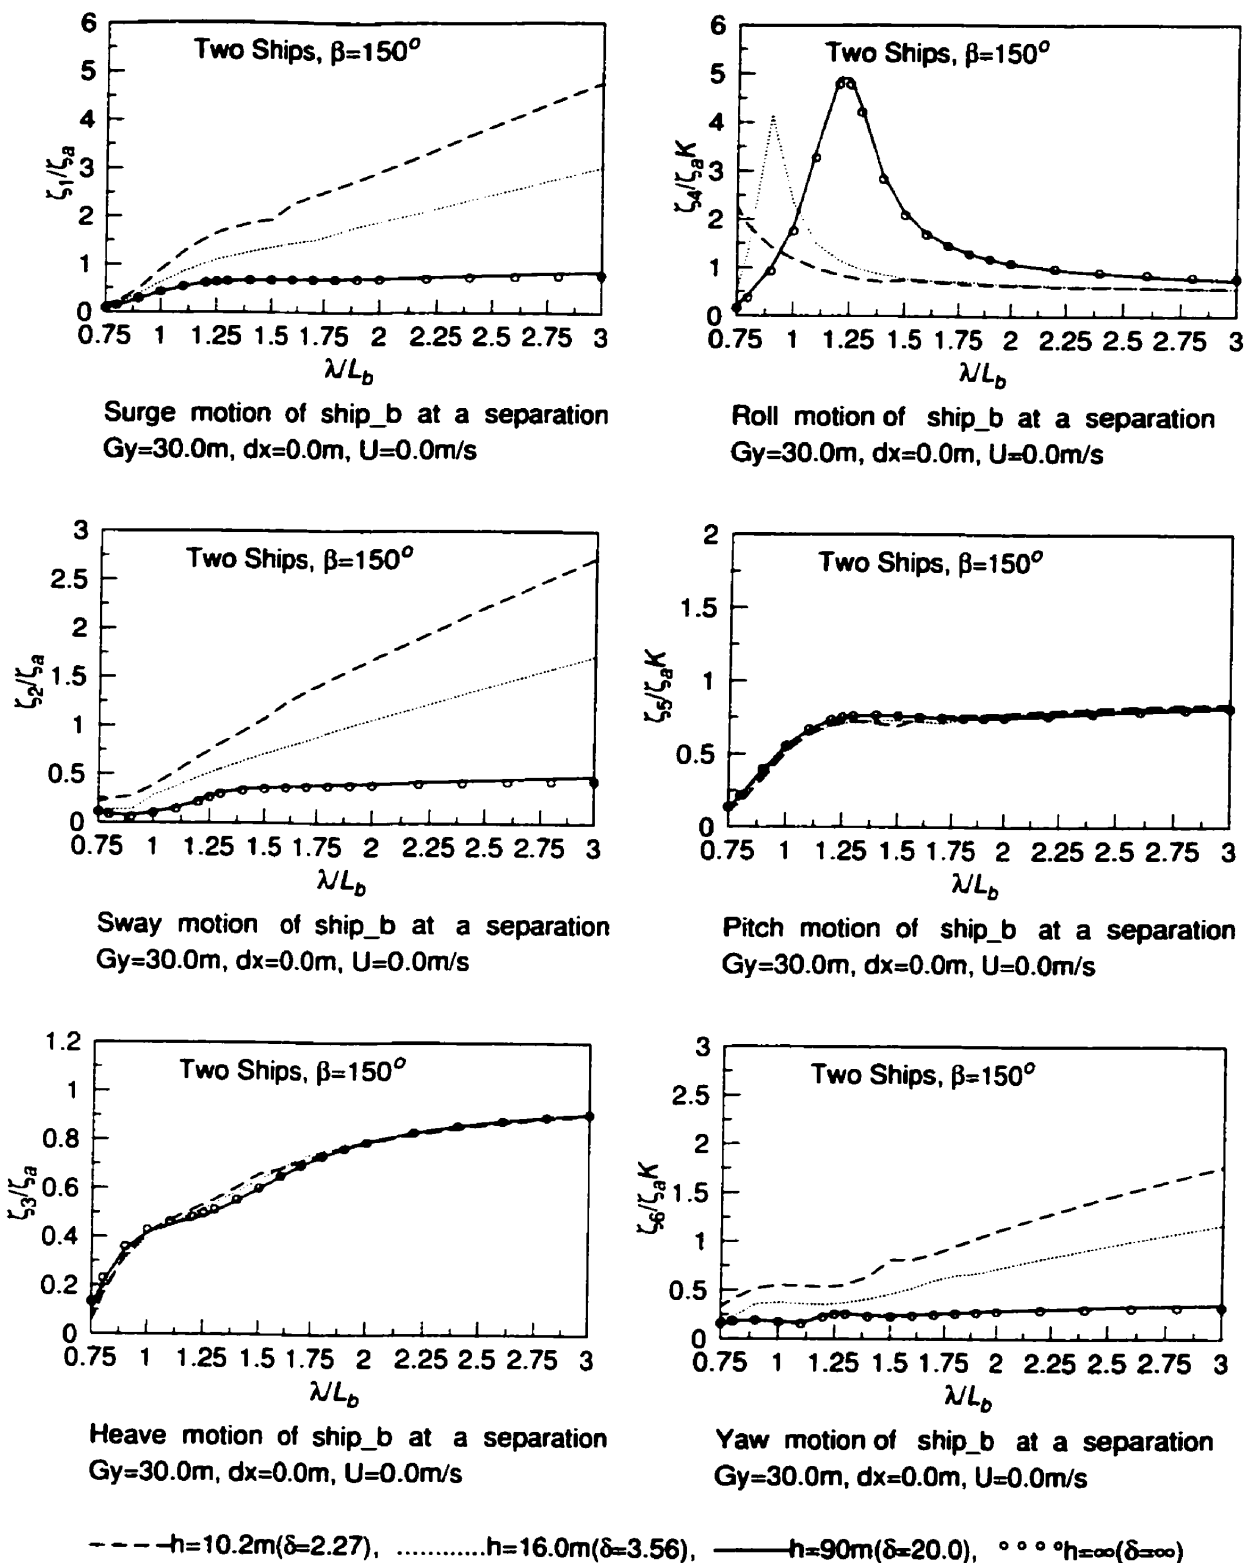 6
5
4
3
2
1
0
ζ1/ζa
Two Ships, β=150°
0.75 1 1.25 1.5 1.75 2 2.25 2.5 2.75 3
λ/Lb
Surge motion of ship_b at a separation
Gy=30.0m, dx=0.0m, U=0.0m/s
6
5
4
3
2
1
0
ζ4/ζaK
Two Ships, β=150°
0.75 1 1.25 1.5 1.75 2 2.25 2.5 2.75 3
λ/Lb
Roll motion of ship_b at a separation
Gy=30.0m, dx=0.0m, U=0.0m/s
3
2.5
2
1.5
1
0.5
0
ζ2/ζa
Two Ships, β=150°
0.75 1 1.25 1.5 1.75 2 2.25 2.5 2.75 3
λ/Lb
Sway motion of ship_b at a separation
Gy=30.0m, dx=0.0m, U=0.0m/s
2
1.5
1
0.5
0
ζ5/ζaK
Two Ships, β=150°
0.75 1 1.25 1.5 1.75 2 2.25 2.5 2.75 3
λ/Lb
Pitch motion of ship_b at a separation
Gy=30.0m, dx=0.0m, U=0.0m/s
1.2
1
0.8
0.6
0.4
0.2
0
ζ3/ζa
Two Ships, β=150°
0.75 1 1.25 1.5 1.75 2 2.25 2.5 2.75 3
λ/Lb
Heave motion of ship_b at a separation
Gy=30.0m, dx=0.0m, U=0.0m/s
3
2.5
2
1.5
1
0.5
0
ζ6/ζaK
Two Ships, β=150°
0.75 1 1.25 1.5 1.75 2 2.25 2.5 2.75 3
λ/Lb
Yaw motion of ship_b at a separation
Gy=30.0m, dx=0.0m, U=0.0m/s
h=10.2m(δ=2.27), h=16.0m(δ=3.56), h=90m(δ=20.0), h=∞(δ=∞)